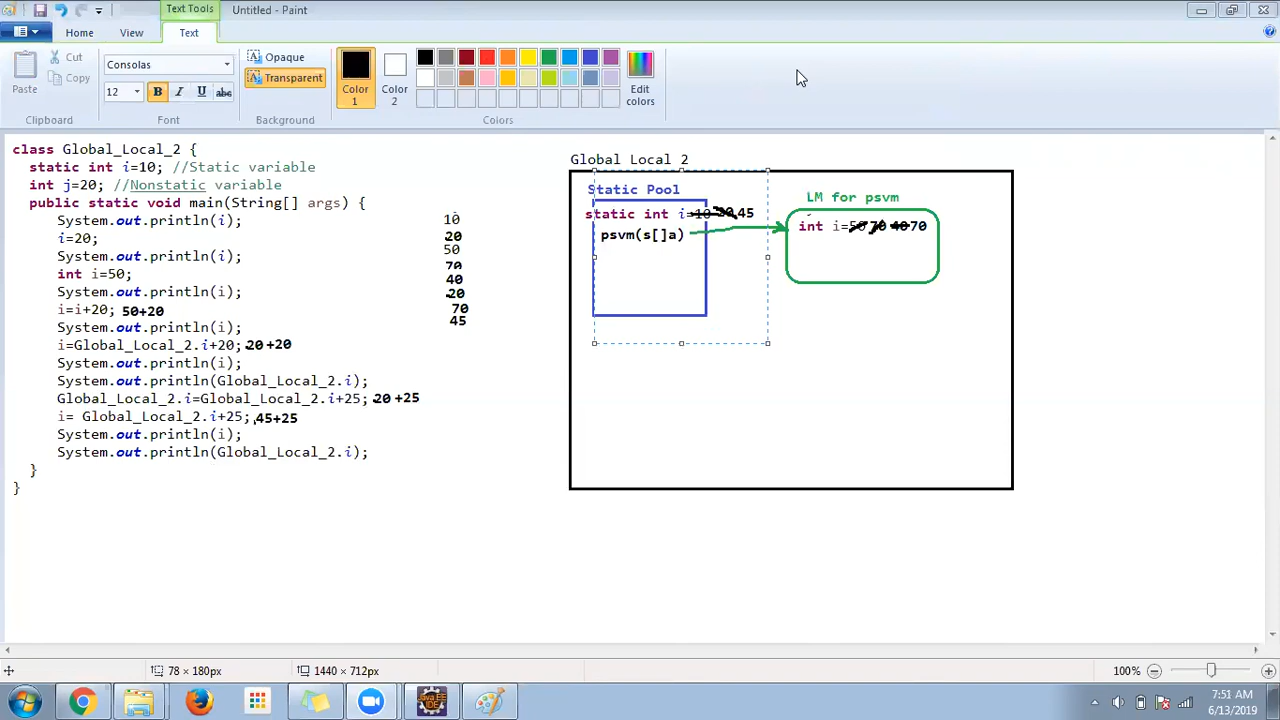 Text Tools
Untitled - Paint
Home
View
Text
Paste
Cut
Copy
Clipboard
Consolas
12
B
I
U
abc
Font
A
Opaque
A
Transparent
Background
Color
1
Color
2
Edit
colors
Colors
class Global_Local_2 {
static int i=10; //Static variable
int j=20; //Nonstatic variable
public static void main(String[] args) {
System.out.println(i);
i=20;
System.out.println(i);
int i=50;
System.out.println(i);
i=i+20; 50+20
System.out.println(i);
i=Global_Local_2.i+20; 20+20
System.out.println(i);
System.out.println(Global_Local_2.i);
Global_Local_2.i=Global_Local_2.i+25; 20+25
i= Global_Local_2.i+25; 45+25
System.out.println(i);
System.out.println(Global_Local_2.i);
}
}
10
20
50
70
40
20
70
45
Global Local 2
Static Pool
static int i=10 20 45
psvm(s[]a)
LM for psvm
int i=50 70 40 70
78 × 180px
1440 × 712px
100%
Java EE
IDE
7:51 AM
6/13/2019